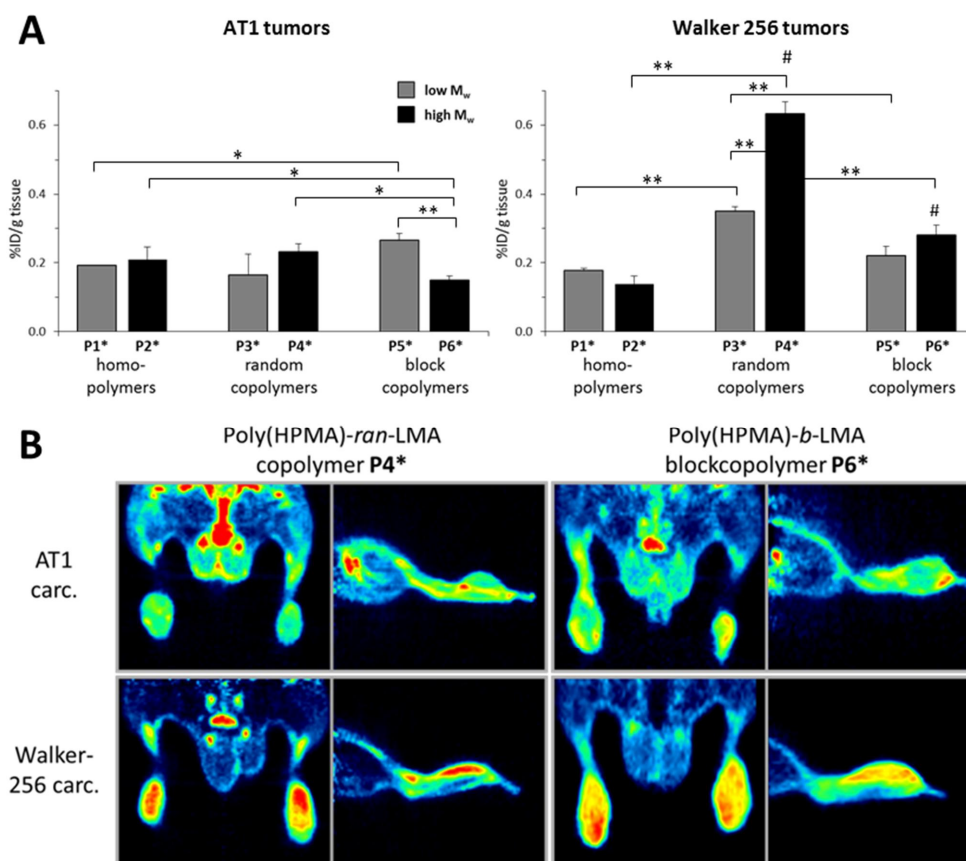 A
AT1 tumors
Walker 256 tumors
low Mw
high Mw
%ID/g tissue
0.6
0.4
0.2
0.0
*
*
*
**
P1* P2* P3* P4* P5* P6*
homo- random block
polymers copolymers copolymers
%ID/g tissue
0.6
0.4
0.2
0.0
#
**
**
**
**
**
#
P1* P2* P3* P4* P5* P6*
homo- random block
polymers copolymers copolymers
B
Poly(HPMA)-ran-LMA
copolymer P4*
Poly(HPMA)-b-LMA
blockcopolymer P6*
AT1
carc.
Walker-
256 carc.